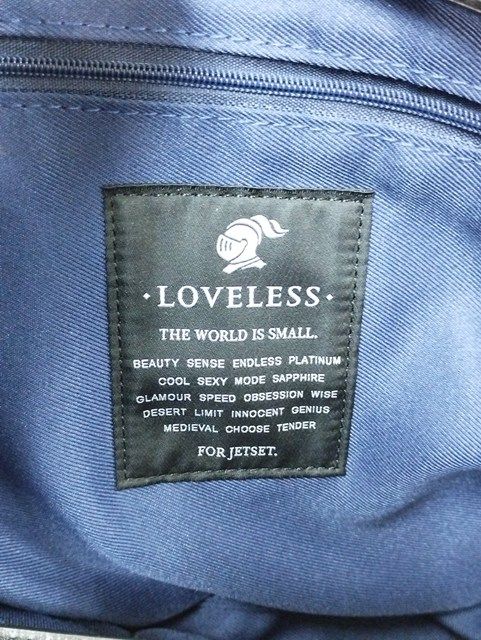 · LOVELESS ·
THE WORLD IS SMALL.
BEAUTY SENSE ENDLESS PLATINUM
COOL SEXY MODE SAPPHIRE
GLAMOUR SPEED OBSESSION WISE
DESERT LIMIT INNOCENT GENIUS
MEDIEVAL CHOOSE TENDER
FOR JETSET.